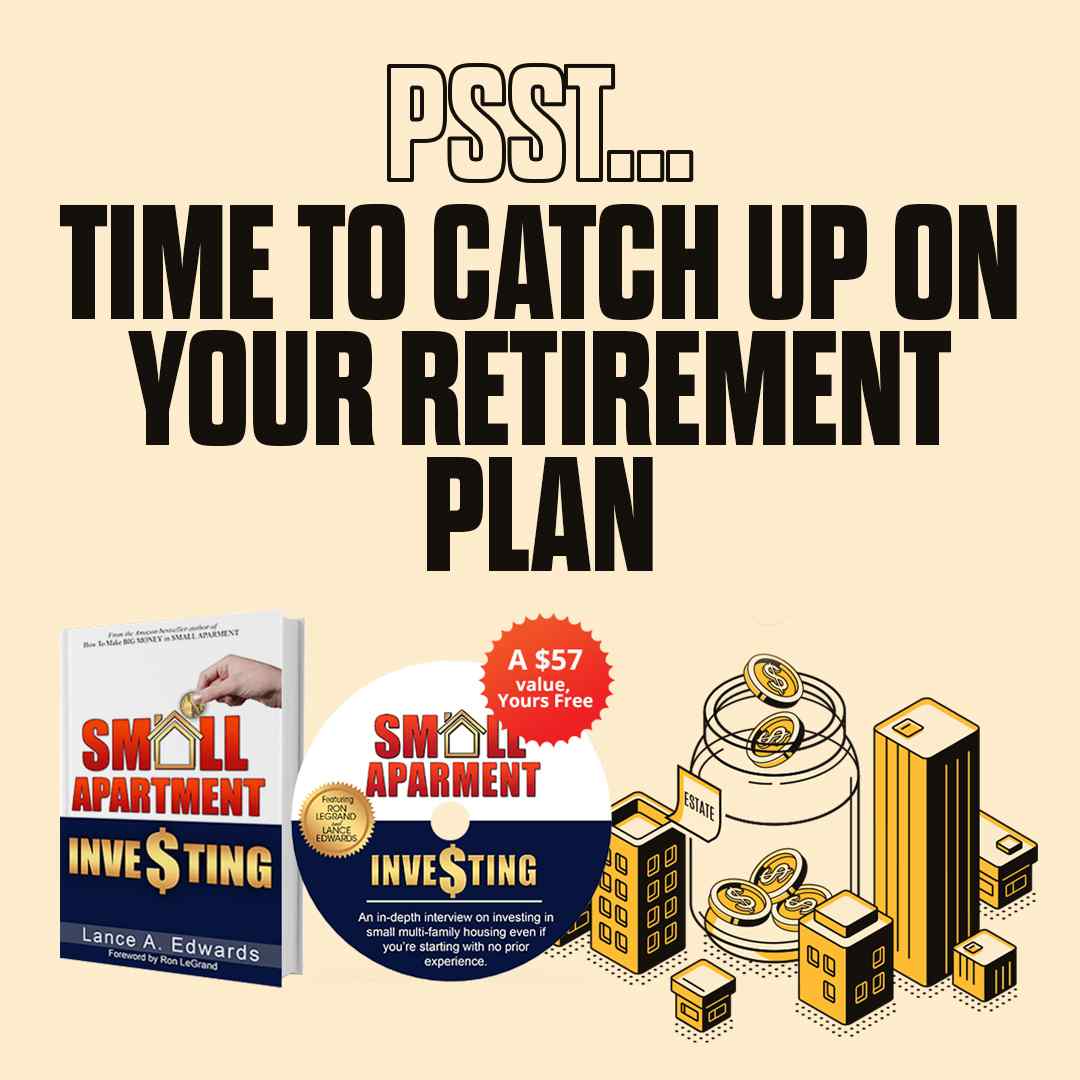 PSST...
TIME TO CATCH UP ON
YOUR RETIREMENT
PLAN
From the Amazon bestseller author of
How To Make BIG MONEY in SMALL APARMENT
SMALL
APARTMENT
INVE$TING
Lance A. Edwards
Foreword by Ron LeGrand
A $57
value,
Yours Free
SMALL
APARMENT
Featuring
RON
LEGRAND
and
LANCE
EDWARDS
INVE$TING
An in-depth interview on investing in
small multi-family housing even if
you're starting with no prior
experience.
ESTATE